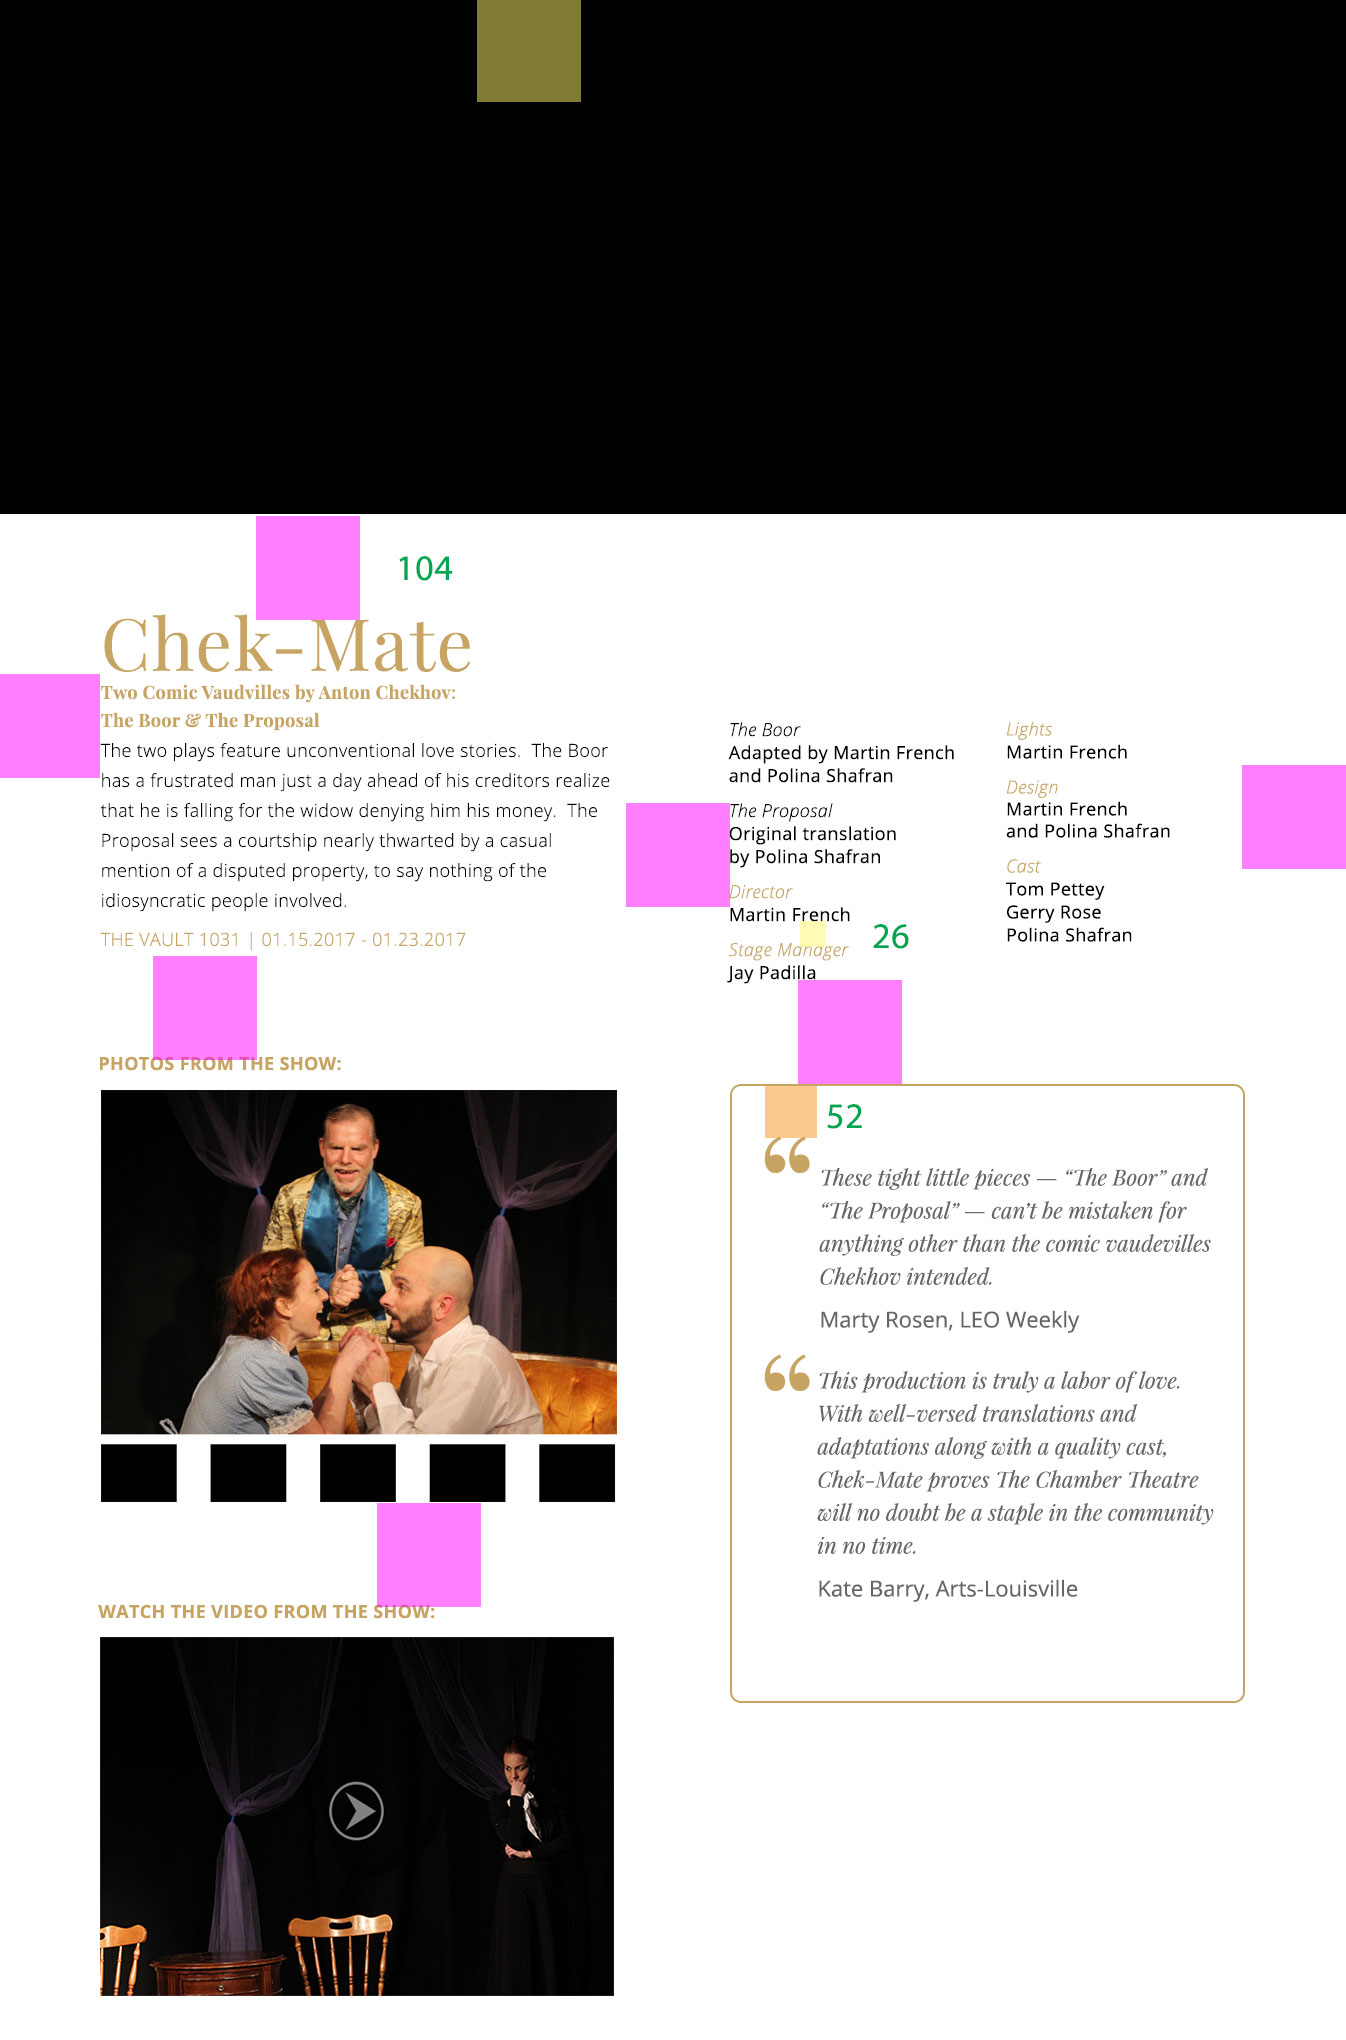 104
Chek-Mate
Two Comic Vaudvilles by Anton Chekhov:
The Boor & The Proposal
The two plays feature unconventional love stories.  The Boor
has a frustrated man just a day ahead of his creditors realize
that he is falling for the widow denying him his money.  The
Proposal sees a courtship nearly thwarted by a casual
mention of a disputed property, to say nothing of the
idiosyncratic people involved.
THE VAULT 1031 | 01.15.2017 - 01.23.2017
The Boor
Adapted by Martin French
and Polina Shafran
The Proposal
Original translation
by Polina Shafran
Director
Martin French
26
Stage Manager
Jay Padilla
Lights
Martin French
Design
Martin French
and Polina Shafran
Cast
Tom Pettey
Gerry Rose
Polina Shafran
PHOTOS FROM THE SHOW:
WATCH THE VIDEO FROM THE SHOW:
52
“
These tight little pieces — “The Boor” and
“The Proposal” — can’t be mistaken for
anything other than the comic vaudevilles
Chekhov intended.
Marty Rosen, LEO Weekly
“
This production is truly a labor of love.
With well-versed translations and
adaptations along with a quality cast,
Chek-Mate proves The Chamber Theatre
will no doubt be a staple in the community
in no time.
Kate Barry, Arts-Louisville